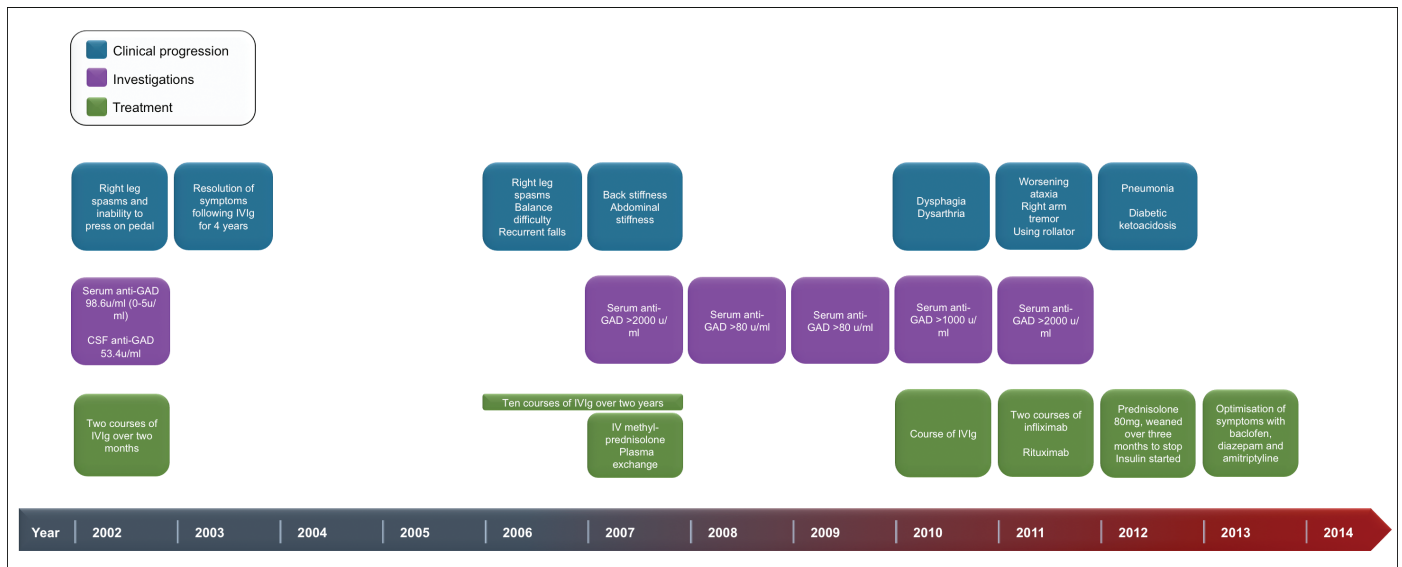 Clinical progression
Investigations
Treatment
Right leg
spasms and
inability to
press on pedal
Resolution of
symptoms
following IVIg
for 4 years
Right leg
spasms
Balance
difficulty
Recurrent falls
Back stiffness
Abdominal
stiffness
Dysphagia
Dysarthria
Worsening
ataxia
Right arm
tremor
Using rollator
Pneumonia
Diabetic
ketoacidosis
Serum anti-GAD
98.6u/ml (0-5u/
ml)
CSF anti-GAD
53.4u/ml
Serum anti-
GAD >2000 u/
ml
Serum anti-
GAD >80 u/ml
Serum anti-
GAD >80 u/ml
Serum anti-
GAD >1000 u/
ml
Serum anti-
GAD >2000 u/
ml
Two courses of
IVIg over two
months
Ten courses of IVIg over two years
IV methyl-
prednisolone
Plasma
exchange
Course of IVIg
Two courses of
infliximab
Rituximab
Prednisolone
80mg, weaned
over three
months to stop
Insulin started
Optimisation of
symptoms with
baclofen,
diazepam and
amitriptyline
Year 2002 2003 2004 2005 2006 2007 2008 2009 2010 2011 2012 2013 2014